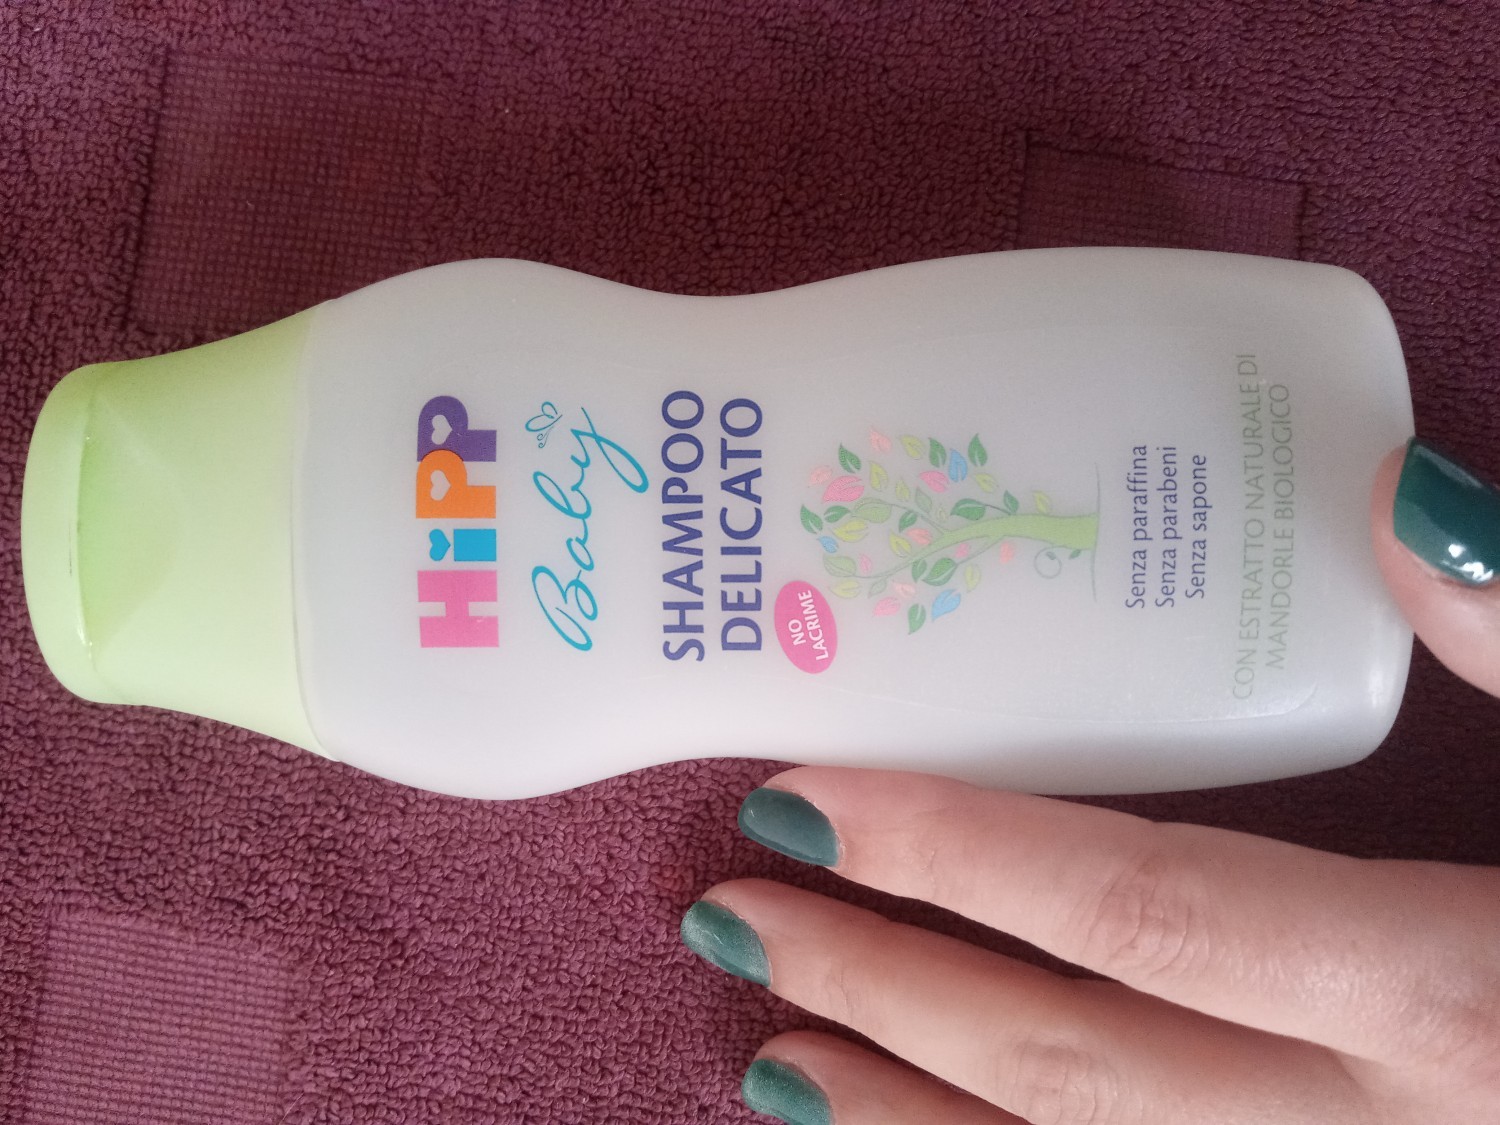 HiPP
Baby
SHAMPOO
DELICATO
NO
LACRIME
Senza paraffina
Senza parabeni
Senza sapone
CON ESTRATTO NATURALE DI
MANDORLE BIOLOGICO